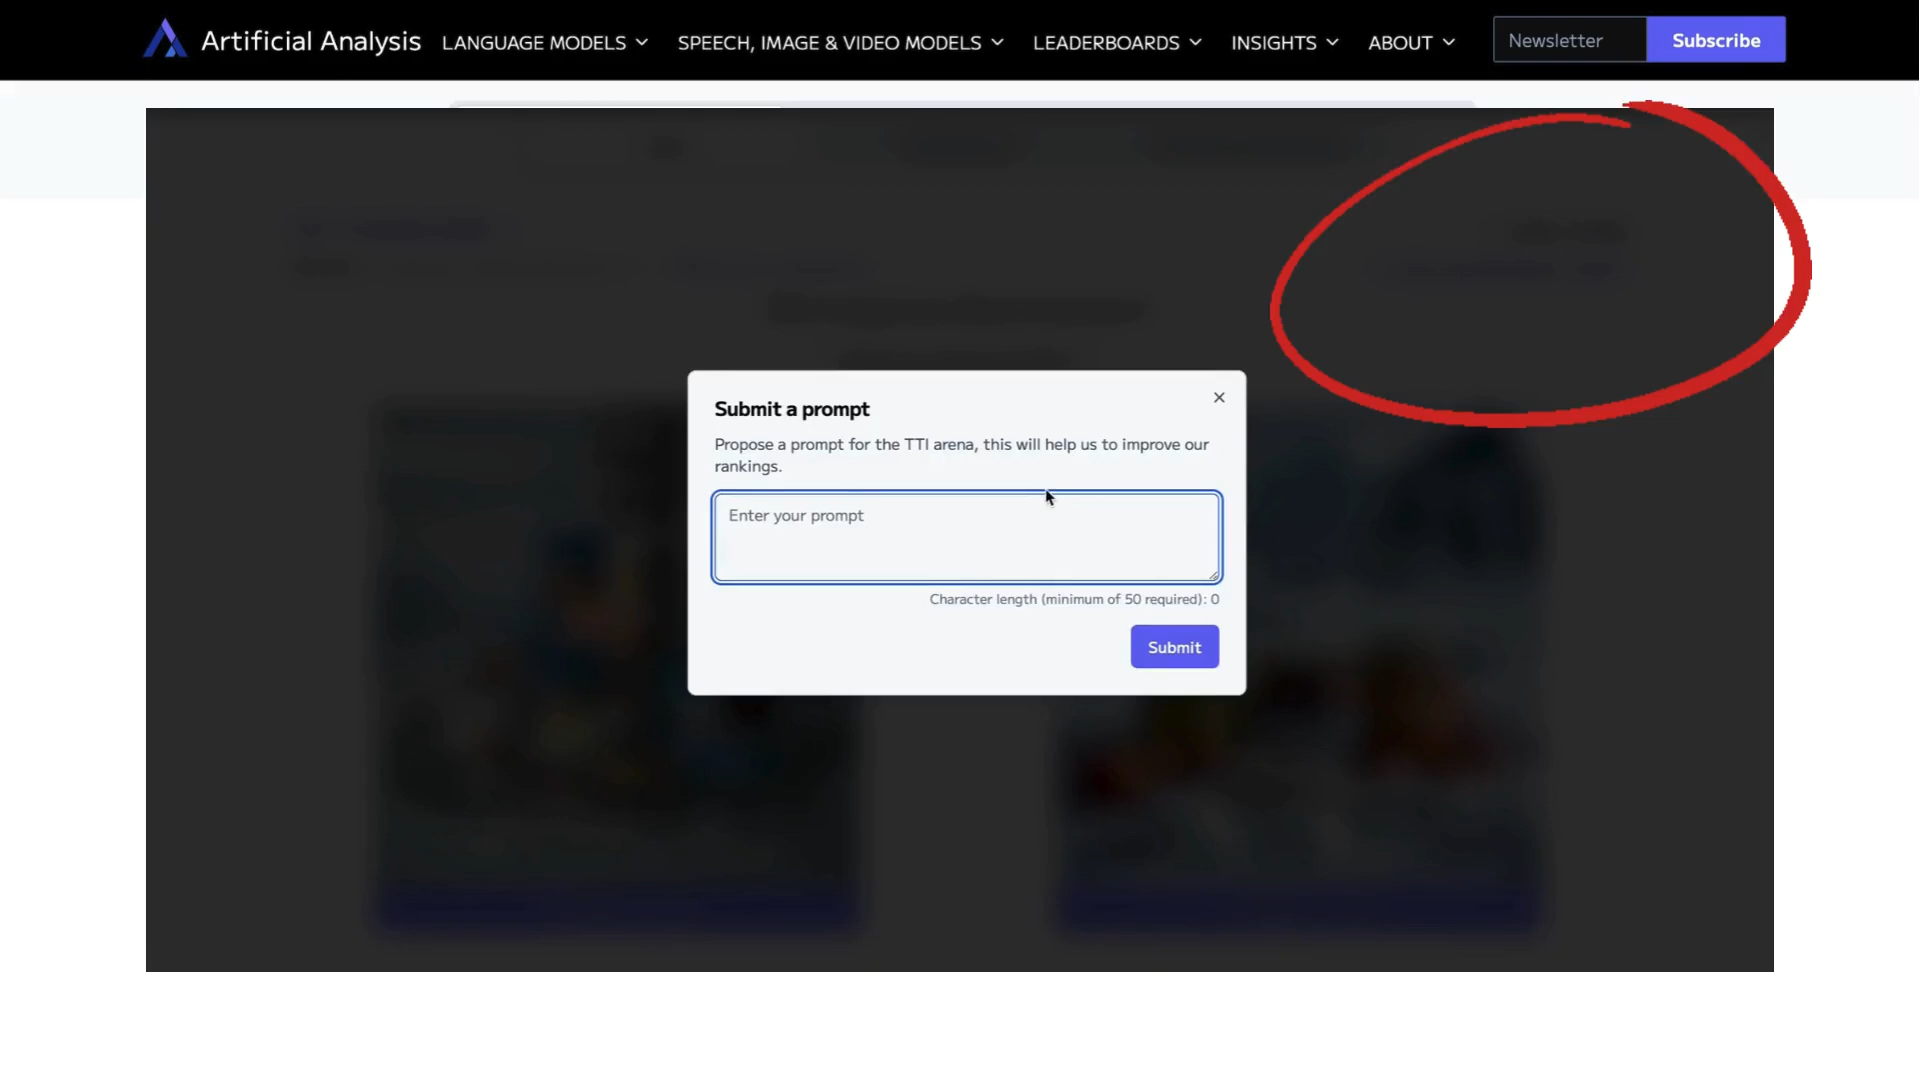 Artificial Analysis LANGUAGE MODELS SPEECH, IMAGE & VIDEO MODELS LEADERBOARDS INSIGHTS ABOUT Newsletter Subscribe
Submit a prompt
Propose a prompt for the TTI arena, this will help us to improve our
rankings.
Enter your prompt
Character length (minimum of 50 required): 0
Submit